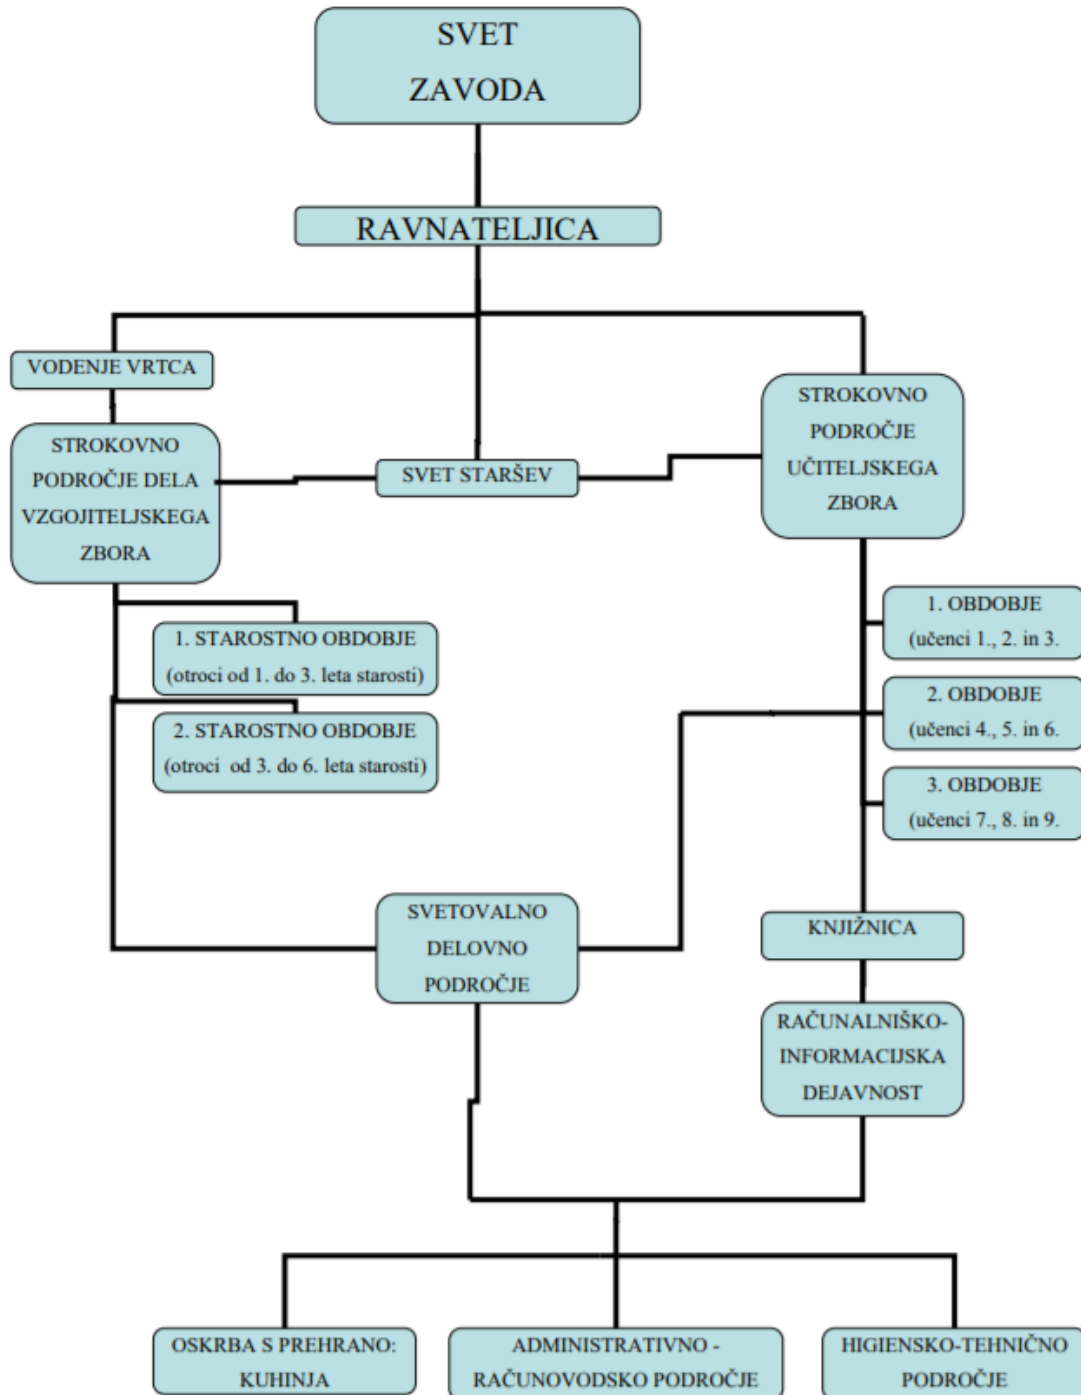 SVET
ZAVODA
RAVNATELJICA
VODENJE VRTCA
STROKOVNO
PODROČJE DELA
VZGOJITELJSKEGA
ZBORA
SVET STARŠEV
STROKOVNO
PODROČJE
UČITELJSKEGA
ZBORA
1. STAROSTNO OBDOBJE
(otroci od 1. do 3. leta starosti)
2. STAROSTNO OBDOBJE
(otroci od 3. do 6. leta starosti)
1. OBDOBJE
(učenci 1., 2. in 3.
2. OBDOBJE
(učenci 4., 5. in 6.
3. OBDOBJE
(učenci 7., 8. in 9.
SVETOVALNO
DELOVNO
PODROČJE
KNJIŽNICA
RAČUNALNIŠKO-
INFORMACIJSKA
DEJAVNOST
OSKRBA S PREHRANO:
KUHINJA
ADMINISTRATIVNO -
RAČUNOVODSKO PODROČJE
HIGIENSKO-TEHNIČNO
PODROČJE